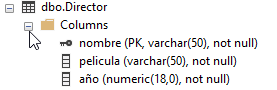 dbo.Director
Columns
nombre (PK, varchar(50), not null)
pelicula (varchar(50), not null)
año (numeric(18,0), not null)